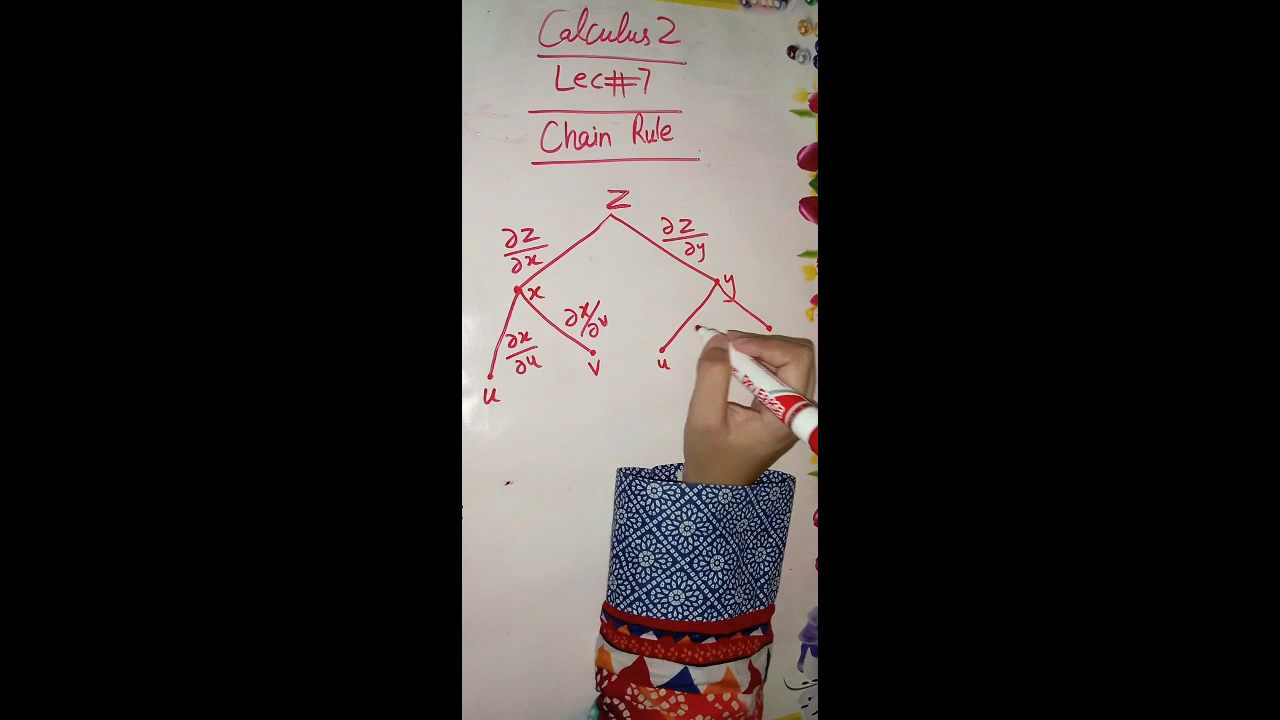 Calculus 2
Lec#7
Chain Rule
Z
∂Z/∂x
∂Z/∂y
x
y
∂x/∂u
∂x/∂v
u
v
u